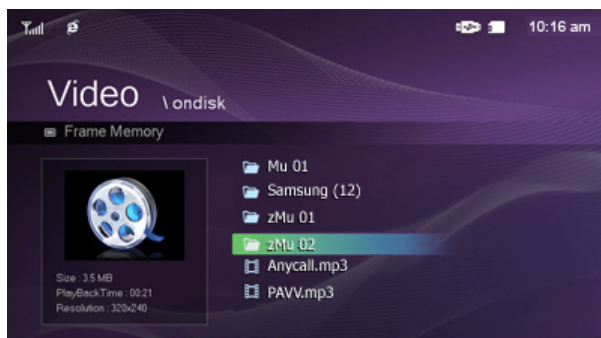 10:16 am
Video \ ondisk
Frame Memory
Mu 01
Samsung (12)
zMu 01
zMu 02
Anycall.mp3
PAVV.mp3
Size : 3.5 MB
PlayBackTime : 00:21
Resolution : 320x240